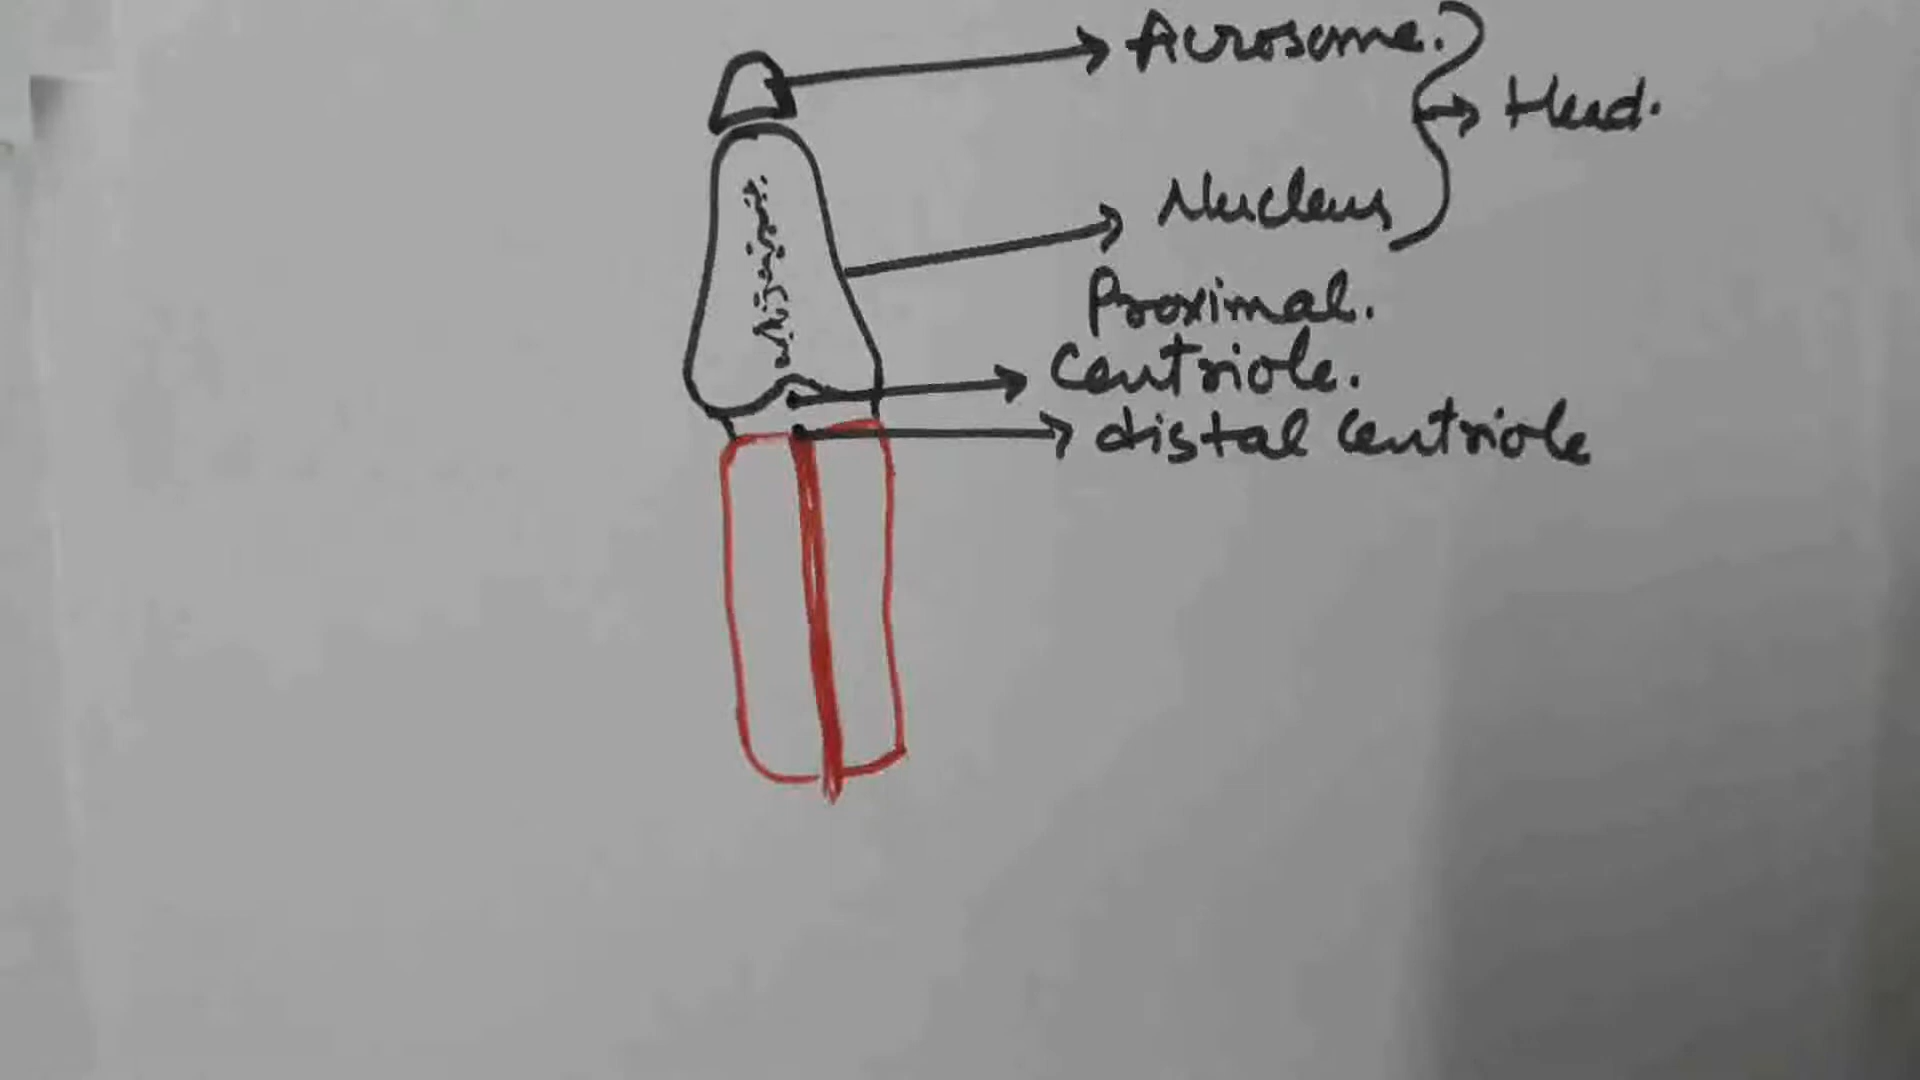 Acrosome.
Head.
Nucleus
Proximal.
Centriole.
distal centriole